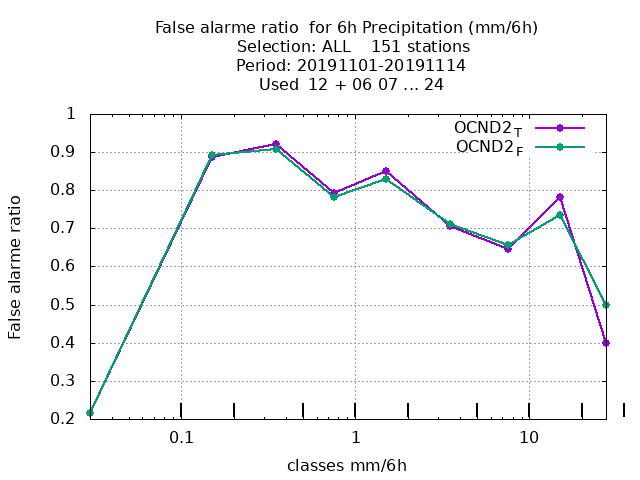 False alarme ratio  for 6h Precipitation (mm/6h)
Selection: ALL    151 stations
Period: 20191101-20191114
Used  12 + 06 07 ... 24
OCND2T
OCND2F
1
0.9
0.8
0.7
0.6
0.5
0.4
0.3
0.2
False alarme ratio
0.1 1 10
classes mm/6h